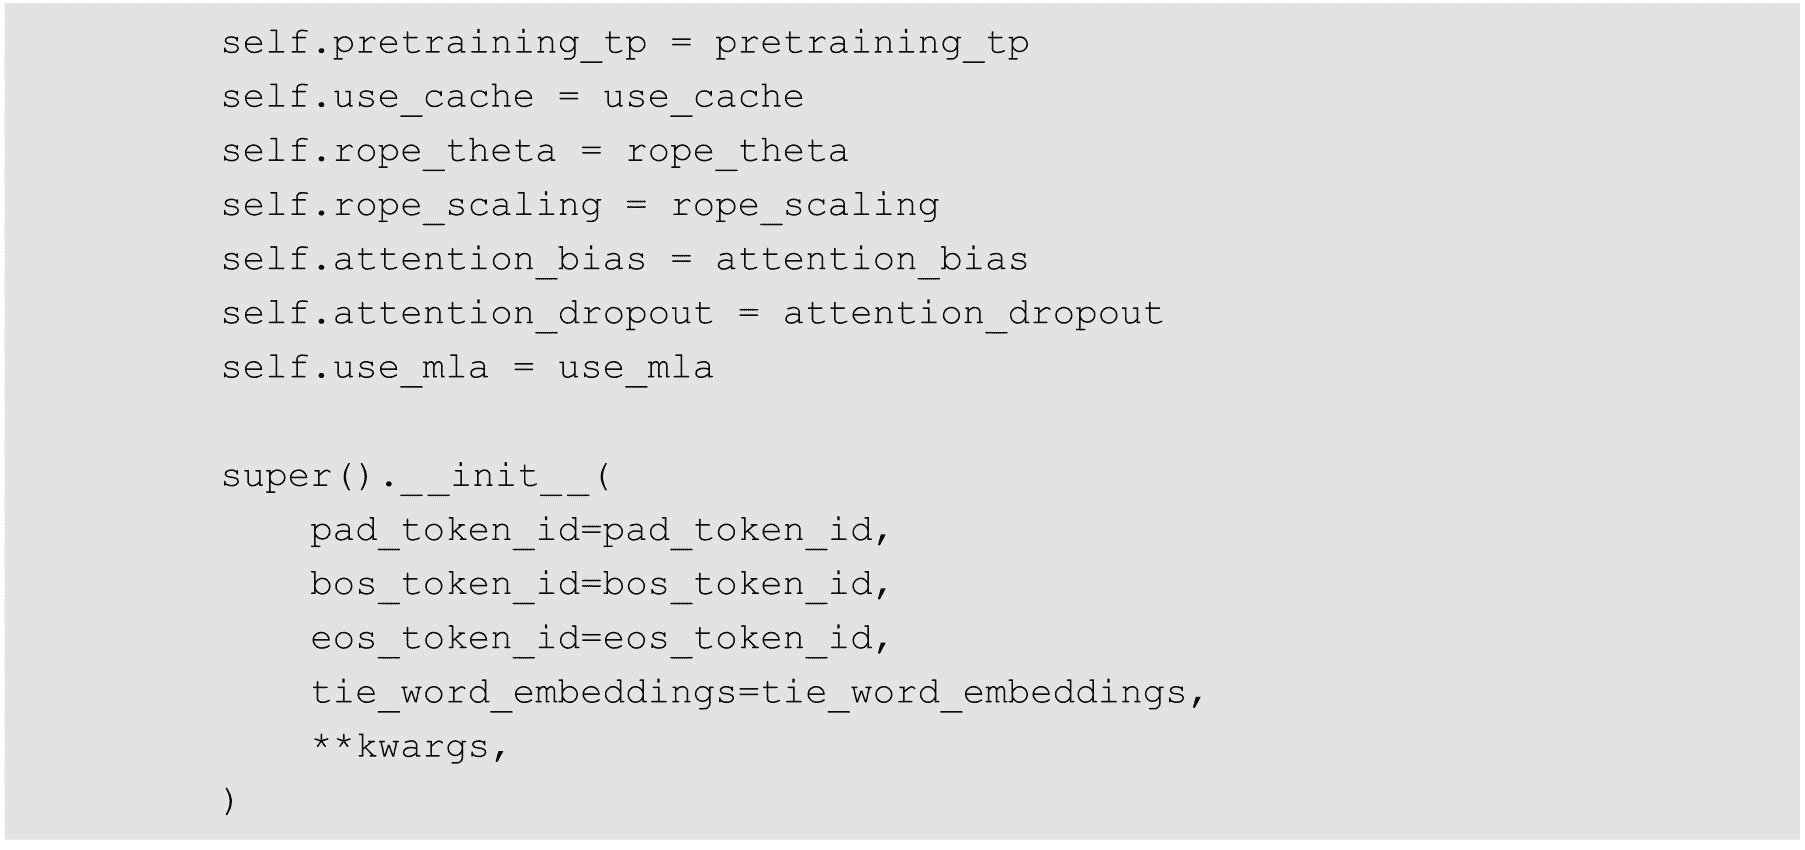 self.pretraining_tp = pretraining_tp
self.use_cache = use_cache
self.rope_theta = rope_theta
self.rope_scaling = rope_scaling
self.attention_bias = attention_bias
self.attention_dropout = attention_dropout
self.use_mla = use_mla

super().__init__(
    pad_token_id=pad_token_id,
    bos_token_id=bos_token_id,
    eos_token_id=eos_token_id,
    tie_word_embeddings=tie_word_embeddings,
    **kwargs,
)